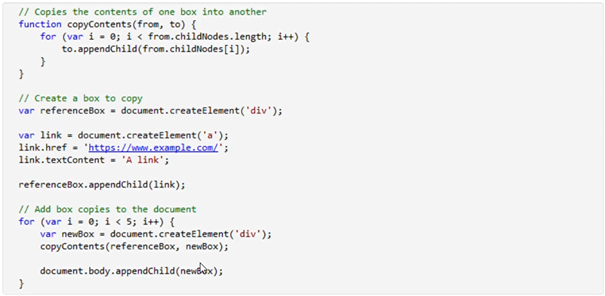 // Copies the contents of one box into another
function copyContents(from, to) {
    for (var i = 0; i < from.childNodes.length; i++) {
        to.appendChild(from.childNodes[i]);
    }
}

// Create a box to copy
var referenceBox = document.createElement('div');

var link = document.createElement('a');
link.href = 'https://www.example.com/';
link.textContent = 'A link';

referenceBox.appendChild(link);

// Add box copies to the document
for (var i = 0; i < 5; i++) {
    var newBox = document.createElement('div');
    copyContents(referenceBox, newBox);

    document.body.appendChild(newBox);
}